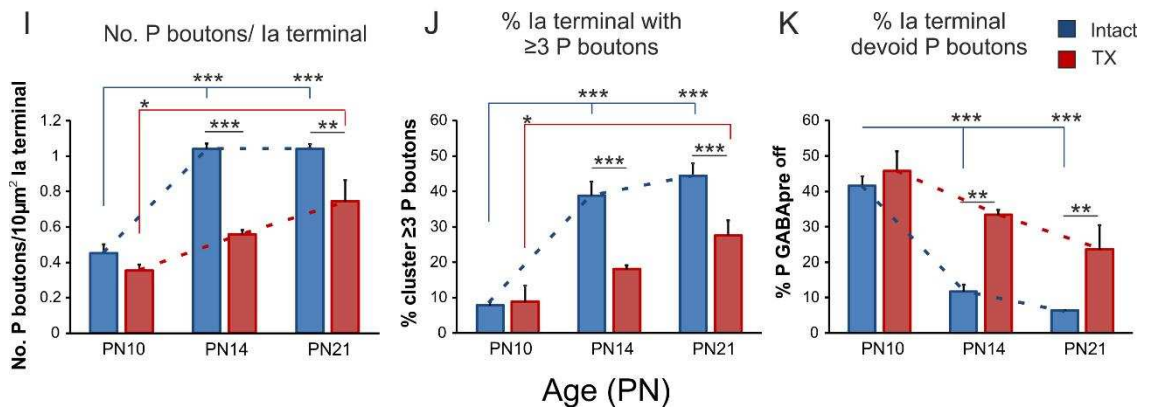 I
No. P boutons/ Ia terminal
No. P boutons/10µm² Ia terminal
1.2
1
0.8
0.6
0.4
0.2
0
***
***
*
***
**
PN10
PN14
PN21
J
% Ia terminal with
≥3 P boutons
% cluster ≥3 P boutons
60
50
40
30
20
10
0
***
***
*
***
***
PN10
PN14
PN21
K
% Ia terminal
devoid P boutons
Intact
TX
% P GABApre off
60
50
40
30
20
10
0
***
***
**
**
PN10
PN14
PN21
Age (PN)